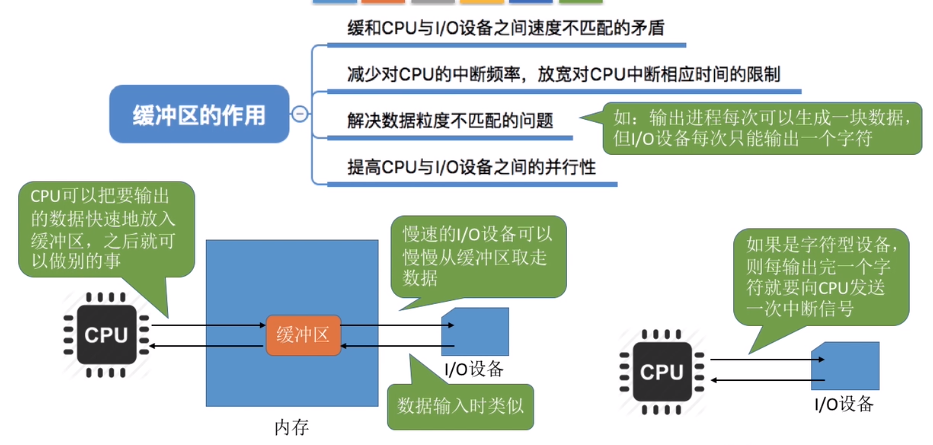 缓冲区的作用
缓和CPU与I/O设备之间速度不匹配的矛盾
减少对CPU的中断频率，放宽对CPU中断相应时间的限制
解决数据粒度不匹配的问题
如：输出进程每次可以生成一块数据，
但I/O设备每次只能输出一个字符
提高CPU与I/O设备之间的并行性
CPU可以把要输出
的数据快速地放入
缓冲区，之后就可
以做别的事
慢速的I/O设备可以
慢慢从缓冲区取走
数据
如果是字符型设备，
则每输出完一个字
符就要向CPU发送
一次中断信号
CPU
缓冲区
I/O设备
数据输入时类似
内存
CPU
I/O设备